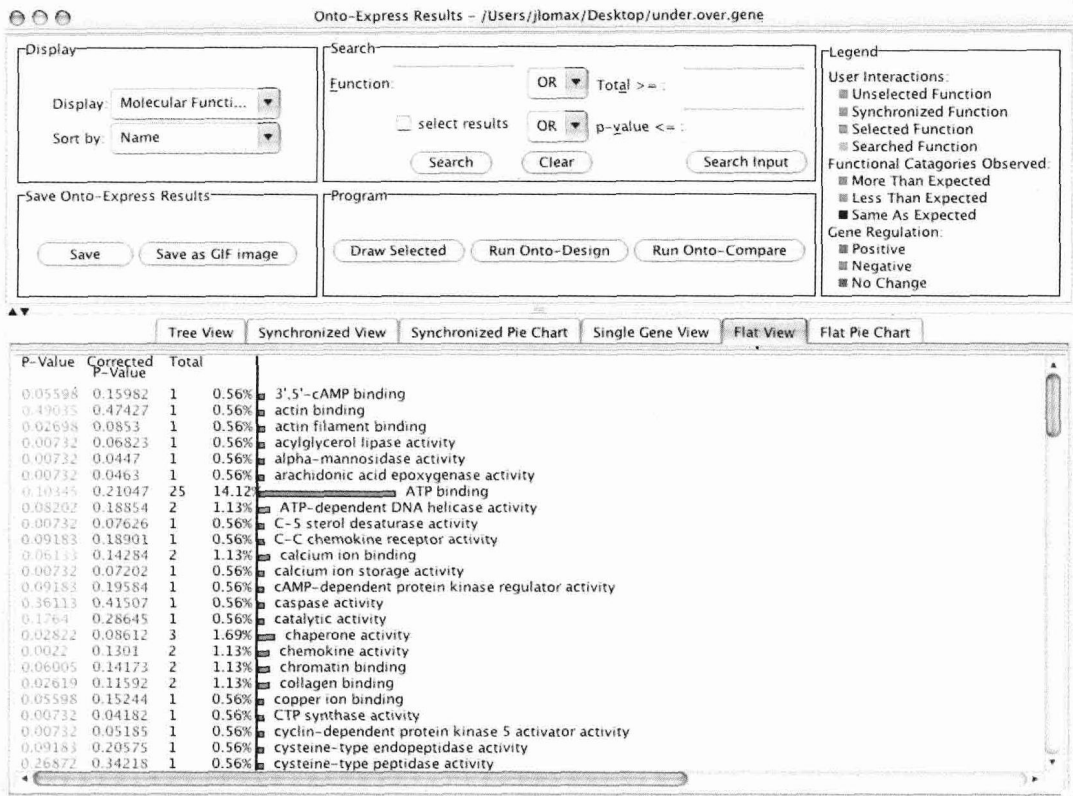 Onto-Express Results - /Users/jlomax/Desktop/under.over.gene
Display
Display: Molecular Functi...
Sort by: Name
Search
Function:
OR
Total >= :
select results
OR
p-value <= :
Search
Clear
Search Input
Legend
User Interactions:
Unselected Function
Synchronized Function
Selected Function
Searched Function
Functional Catagories Observed:
More Than Expected
Less Than Expected
Same As Expected
Gene Regulation:
Positive
Negative
No Change
Save Onto-Express Results
Save
Save as GIF image
Program
Draw Selected
Run Onto-Design
Run Onto-Compare
Tree View
Synchronized View
Synchronized Pie Chart
Single Gene View
Flat View
Flat Pie Chart
P-Value Corrected P-Value Total
0.05598 0.15982 1 0.56% 3',5'-cAMP binding
0.49035 0.47427 1 0.56% actin binding
0.02698 0.0853 1 0.56% actin filament binding
0.00732 0.06823 1 0.56% acylglycerol lipase activity
0.00732 0.0447 1 0.56% alpha-mannosidase activity
0.00732 0.0463 1 0.56% arachidonic acid epoxygenase activity
0.10345 0.21047 25 14.12% ATP binding
0.08202 0.18854 2 1.13% ATP-dependent DNA helicase activity
0.00732 0.07626 1 0.56% C-5 sterol desaturase activity
0.09183 0.18901 1 0.56% C-C chemokine receptor activity
0.06133 0.14284 2 1.13% calcium ion binding
0.00732 0.07202 1 0.56% calcium ion storage activity
0.09183 0.19584 1 0.56% cAMP-dependent protein kinase regulator activity
0.36113 0.41507 1 0.56% caspase activity
0.1764 0.28645 1 0.56% catalytic activity
0.02822 0.08612 3 1.69% chaperone activity
0.0022 0.1301 2 1.13% chemokine activity
0.06005 0.14173 2 1.13% chromatin binding
0.02619 0.11592 2 1.13% collagen binding
0.05598 0.15244 1 0.56% copper ion binding
0.00732 0.04182 1 0.56% CTP synthase activity
0.00732 0.05185 1 0.56% cyclin-dependent protein kinase 5 activator activity
0.09183 0.20575 1 0.56% cysteine-type endopeptidase activity
0.26872 0.34218 1 0.56% cysteine-type peptidase activity